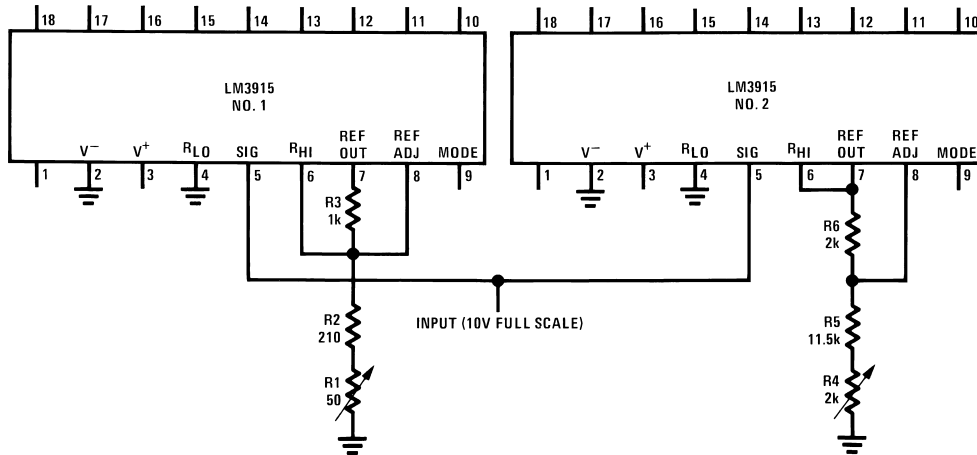 18 17 16 15 14 13 12 11 10
LM3915
NO. 1
V⁻ V⁺ RLO SIG RHI REF OUT REF ADJ MODE
1 2 3 4 5 6 7 8 9
R3
1k
R2
210
R1
50
18 17 16 15 14 13 12 11 10
LM3915
NO. 2
V⁻ V⁺ RLO SIG RHI REF OUT REF ADJ MODE
1 2 3 4 5 6 7 8 9
R6
2k
R5
11.5k
R4
2k
INPUT (10V FULL SCALE)